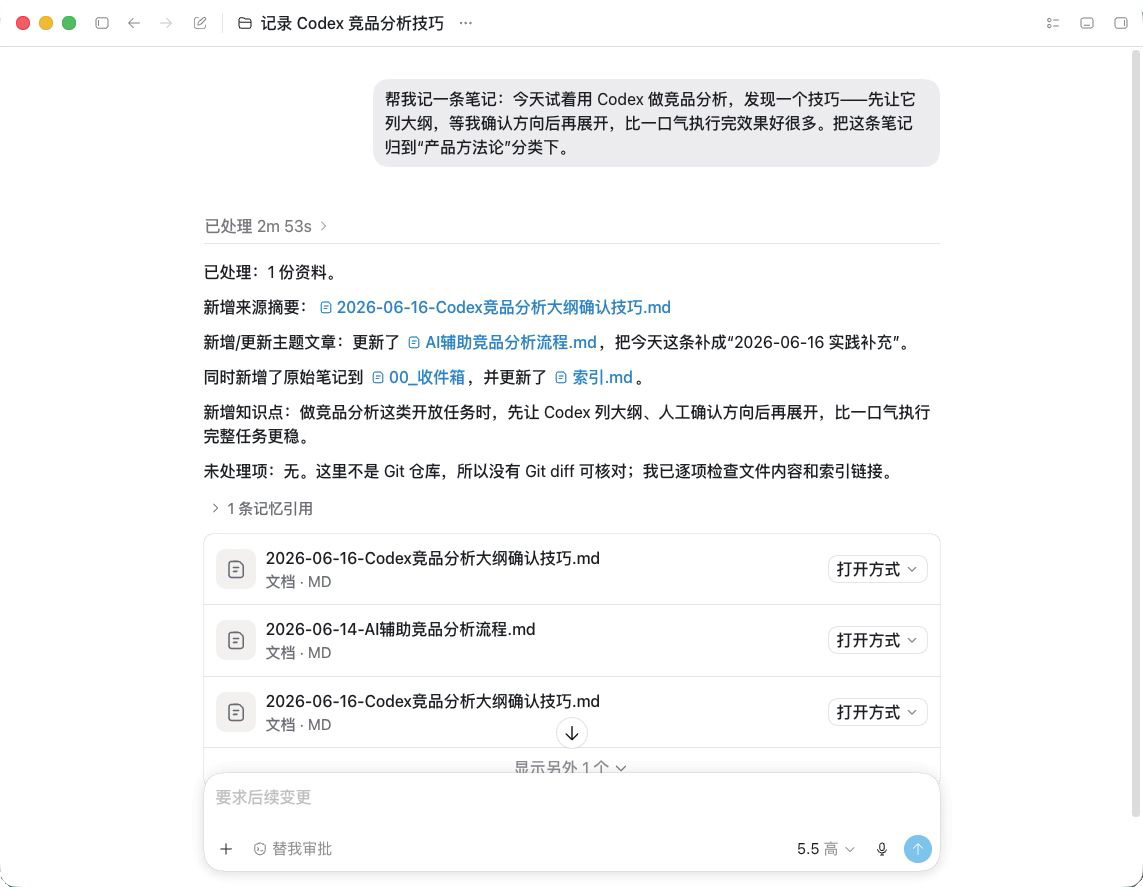 记录 Codex 竞品分析技巧 ···
帮我记一条笔记：今天试着用 Codex 做竞品分析，发现一个技巧——先让它
列大纲，等我确认方向后再展开，比一口气执行完效果好很多。把这条笔记
归到“产品方法论”分类下。
已处理 2m 53s
已处理：1 份资料。
新增来源摘要： 2026-06-16-Codex竞品分析大纲确认技巧.md
新增/更新主题文章：更新了 AI辅助竞品分析流程.md，把今天这条补成“2026-06-16 实践补充”。
同时新增了原始笔记到 00_收件箱，并更新了 索引.md。
新增知识点：做竞品分析这类开放任务时，先让 Codex 列大纲、人工确认方向后再展开，比一口气执行
完整任务更稳。
未处理项：无。这里不是 Git 仓库，所以没有 Git diff 可核对；我已逐项检查文件内容和索引链接。
1 条记忆引用
2026-06-16-Codex竞品分析大纲确认技巧.md
文档 · MD
打开方式
2026-06-14-AI辅助竞品分析流程.md
文档 · MD
打开方式
2026-06-16-Codex竞品分析大纲确认技巧.md
文档 · MD
打开方式
显示另外 1 个
要求后续变更
替我审批
5.5 高